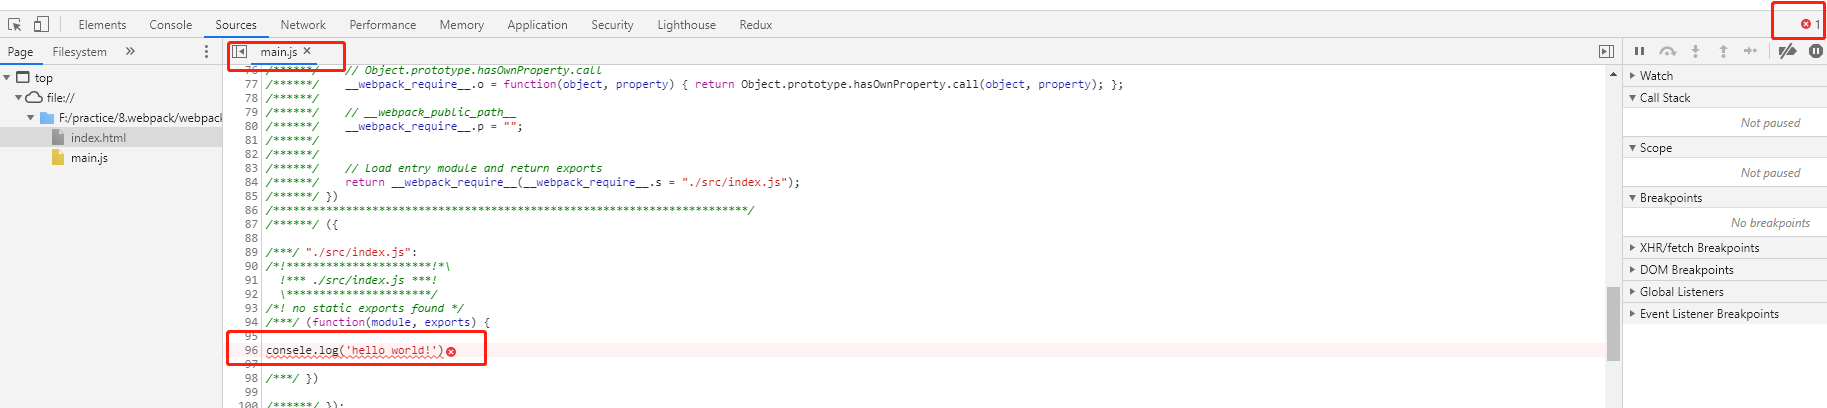 Elements Console Sources Network Performance Memory Application Security Lighthouse Redux 1
Page Filesystem »
main.js ×
top
file://
F:/practice/8.webpack/webpack
index.html
main.js
76 /******/ // Object.prototype.hasOwnProperty.call
77 /******/ __webpack_require__.o = function(object, property) { return Object.prototype.hasOwnProperty.call(object, property); };
78 /******/
79 /******/ // __webpack_public_path__
80 /******/ __webpack_require__.p = "";
81 /******/
82 /******/
83 /******/ // Load entry module and return exports
84 /******/ return __webpack_require__(__webpack_require__.s = "./src/index.js");
85 /******/ })
86 /************************************************************************/
87 /******/ ({
88
89 /***/ "./src/index.js":
90 /*!**********************!*\
91 !*** ./src/index.js ***!
92 \**********************/
93 /*! no static exports found */
94 /***/ (function(module, exports) {
95
96 consele.log('hello world!')
97
98 /***/ })
99
100 /******/ });
Watch
Call Stack
Not paused
Scope
Not paused
Breakpoints
No breakpoints
XHR/fetch Breakpoints
DOM Breakpoints
Global Listeners
Event Listener Breakpoints